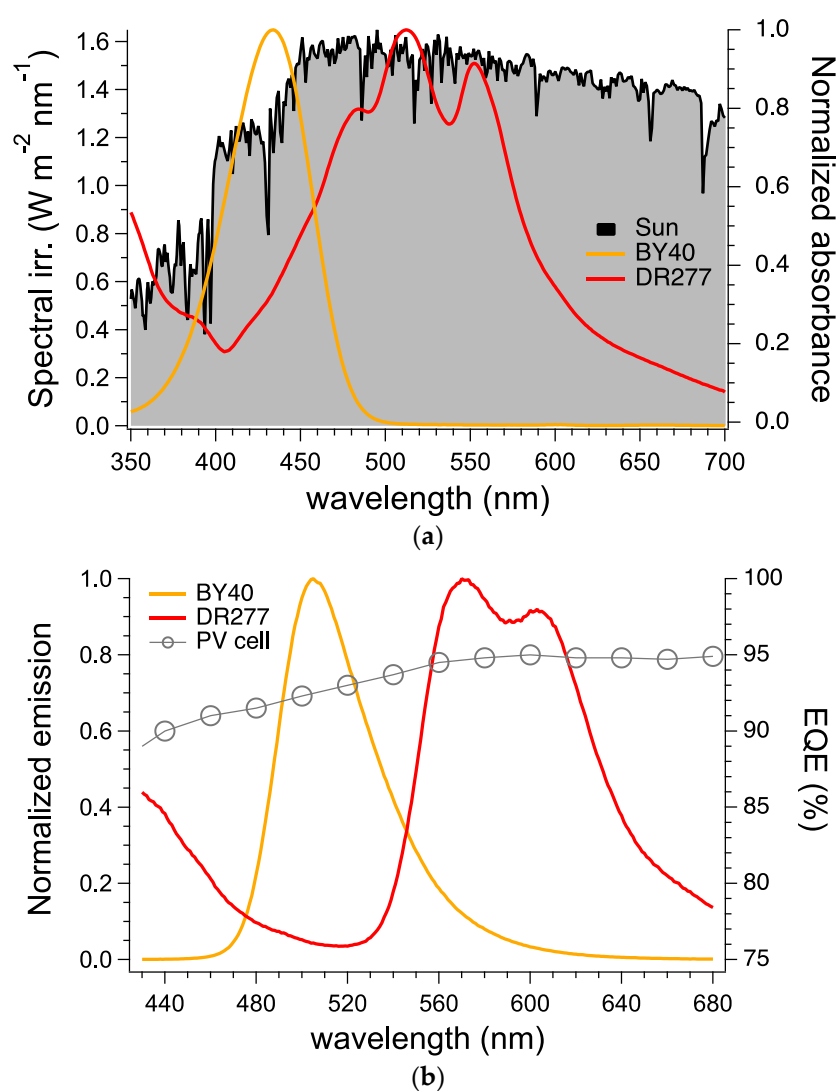 1.6
1.4
1.2
1.0
0.8
0.6
0.4
0.2
0.0
Spectral irr. (W m-2 nm-1)
1.0
0.8
0.6
0.4
0.2
0.0
Normalized absorbance
Sun
BY40
DR277
350 400 450 500 550 600 650 700
wavelength (nm)
(a)
1.0
0.8
0.6
0.4
0.2
0.0
Normalized emission
BY40
DR277
PV cell
100
95
90
85
80
75
EQE (%)
440 480 520 560 600 640 680
wavelength (nm)
(b)